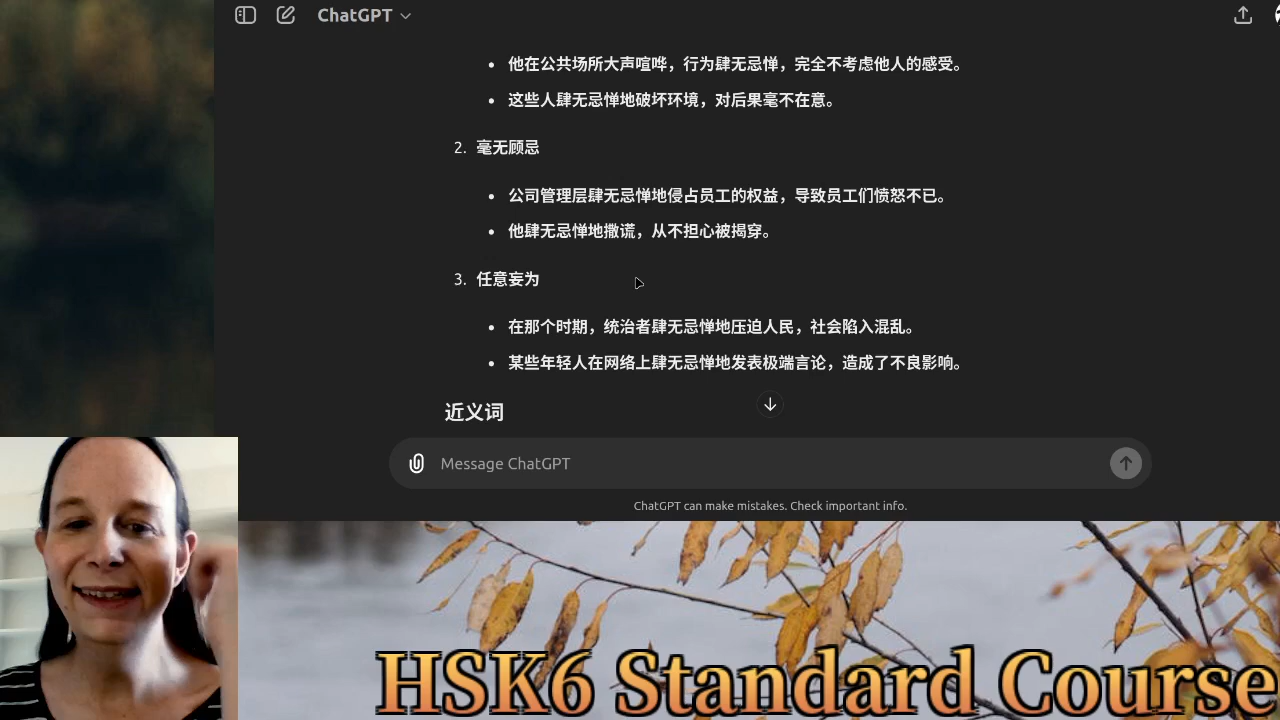 ChatGPT
他在公共场所大声喧哗，行为肆无忌惮，完全不考虑他人的感受。
这些人肆无忌惮地破坏环境，对后果毫不在意。
2. 毫无顾忌
公司管理层肆无忌惮地侵占员工的权益，导致员工们愤怒不已。
他肆无忌惮地撒谎，从不担心被揭穿。
3. 任意妄为
在那个时期，统治者肆无忌惮地压迫人民，社会陷入混乱。
某些年轻人在网络上肆无忌惮地发表极端言论，造成了不良影响。
近义词
Message ChatGPT
ChatGPT can make mistakes. Check important info.
HSK6 Standard Course